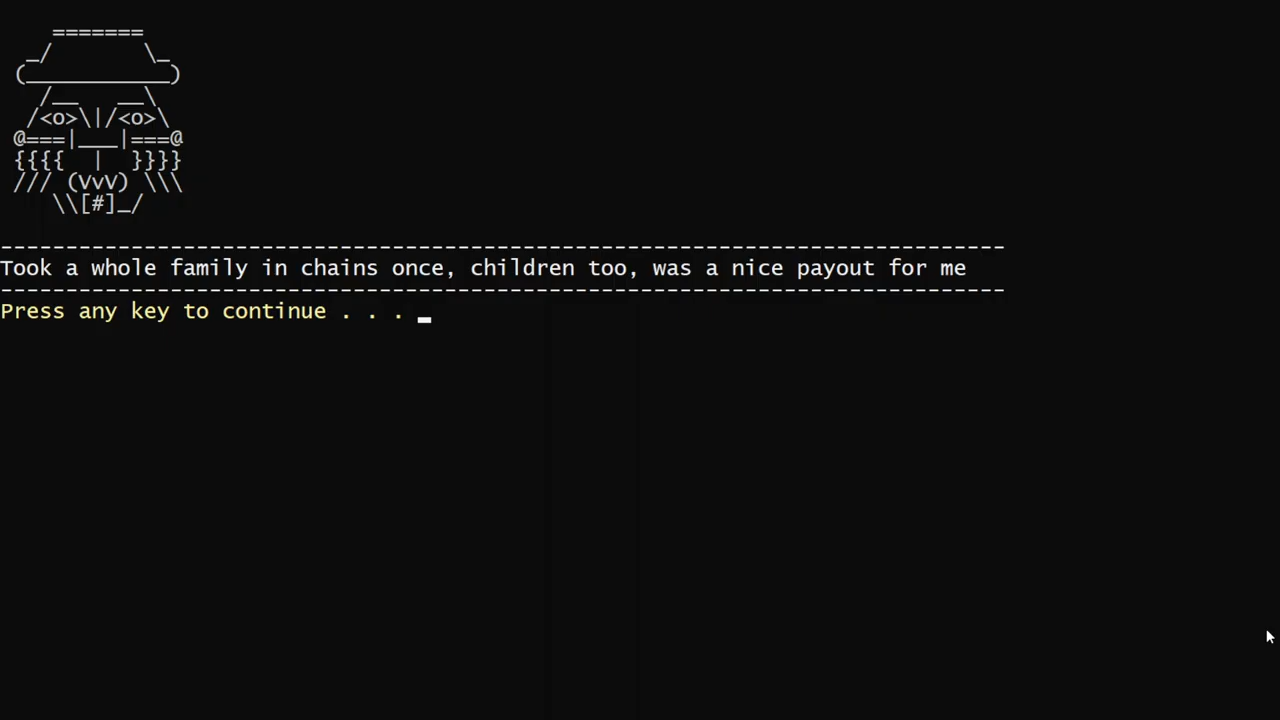 Took a whole family in chains once, children too, was a nice payout for me
Press any key to continue . . .